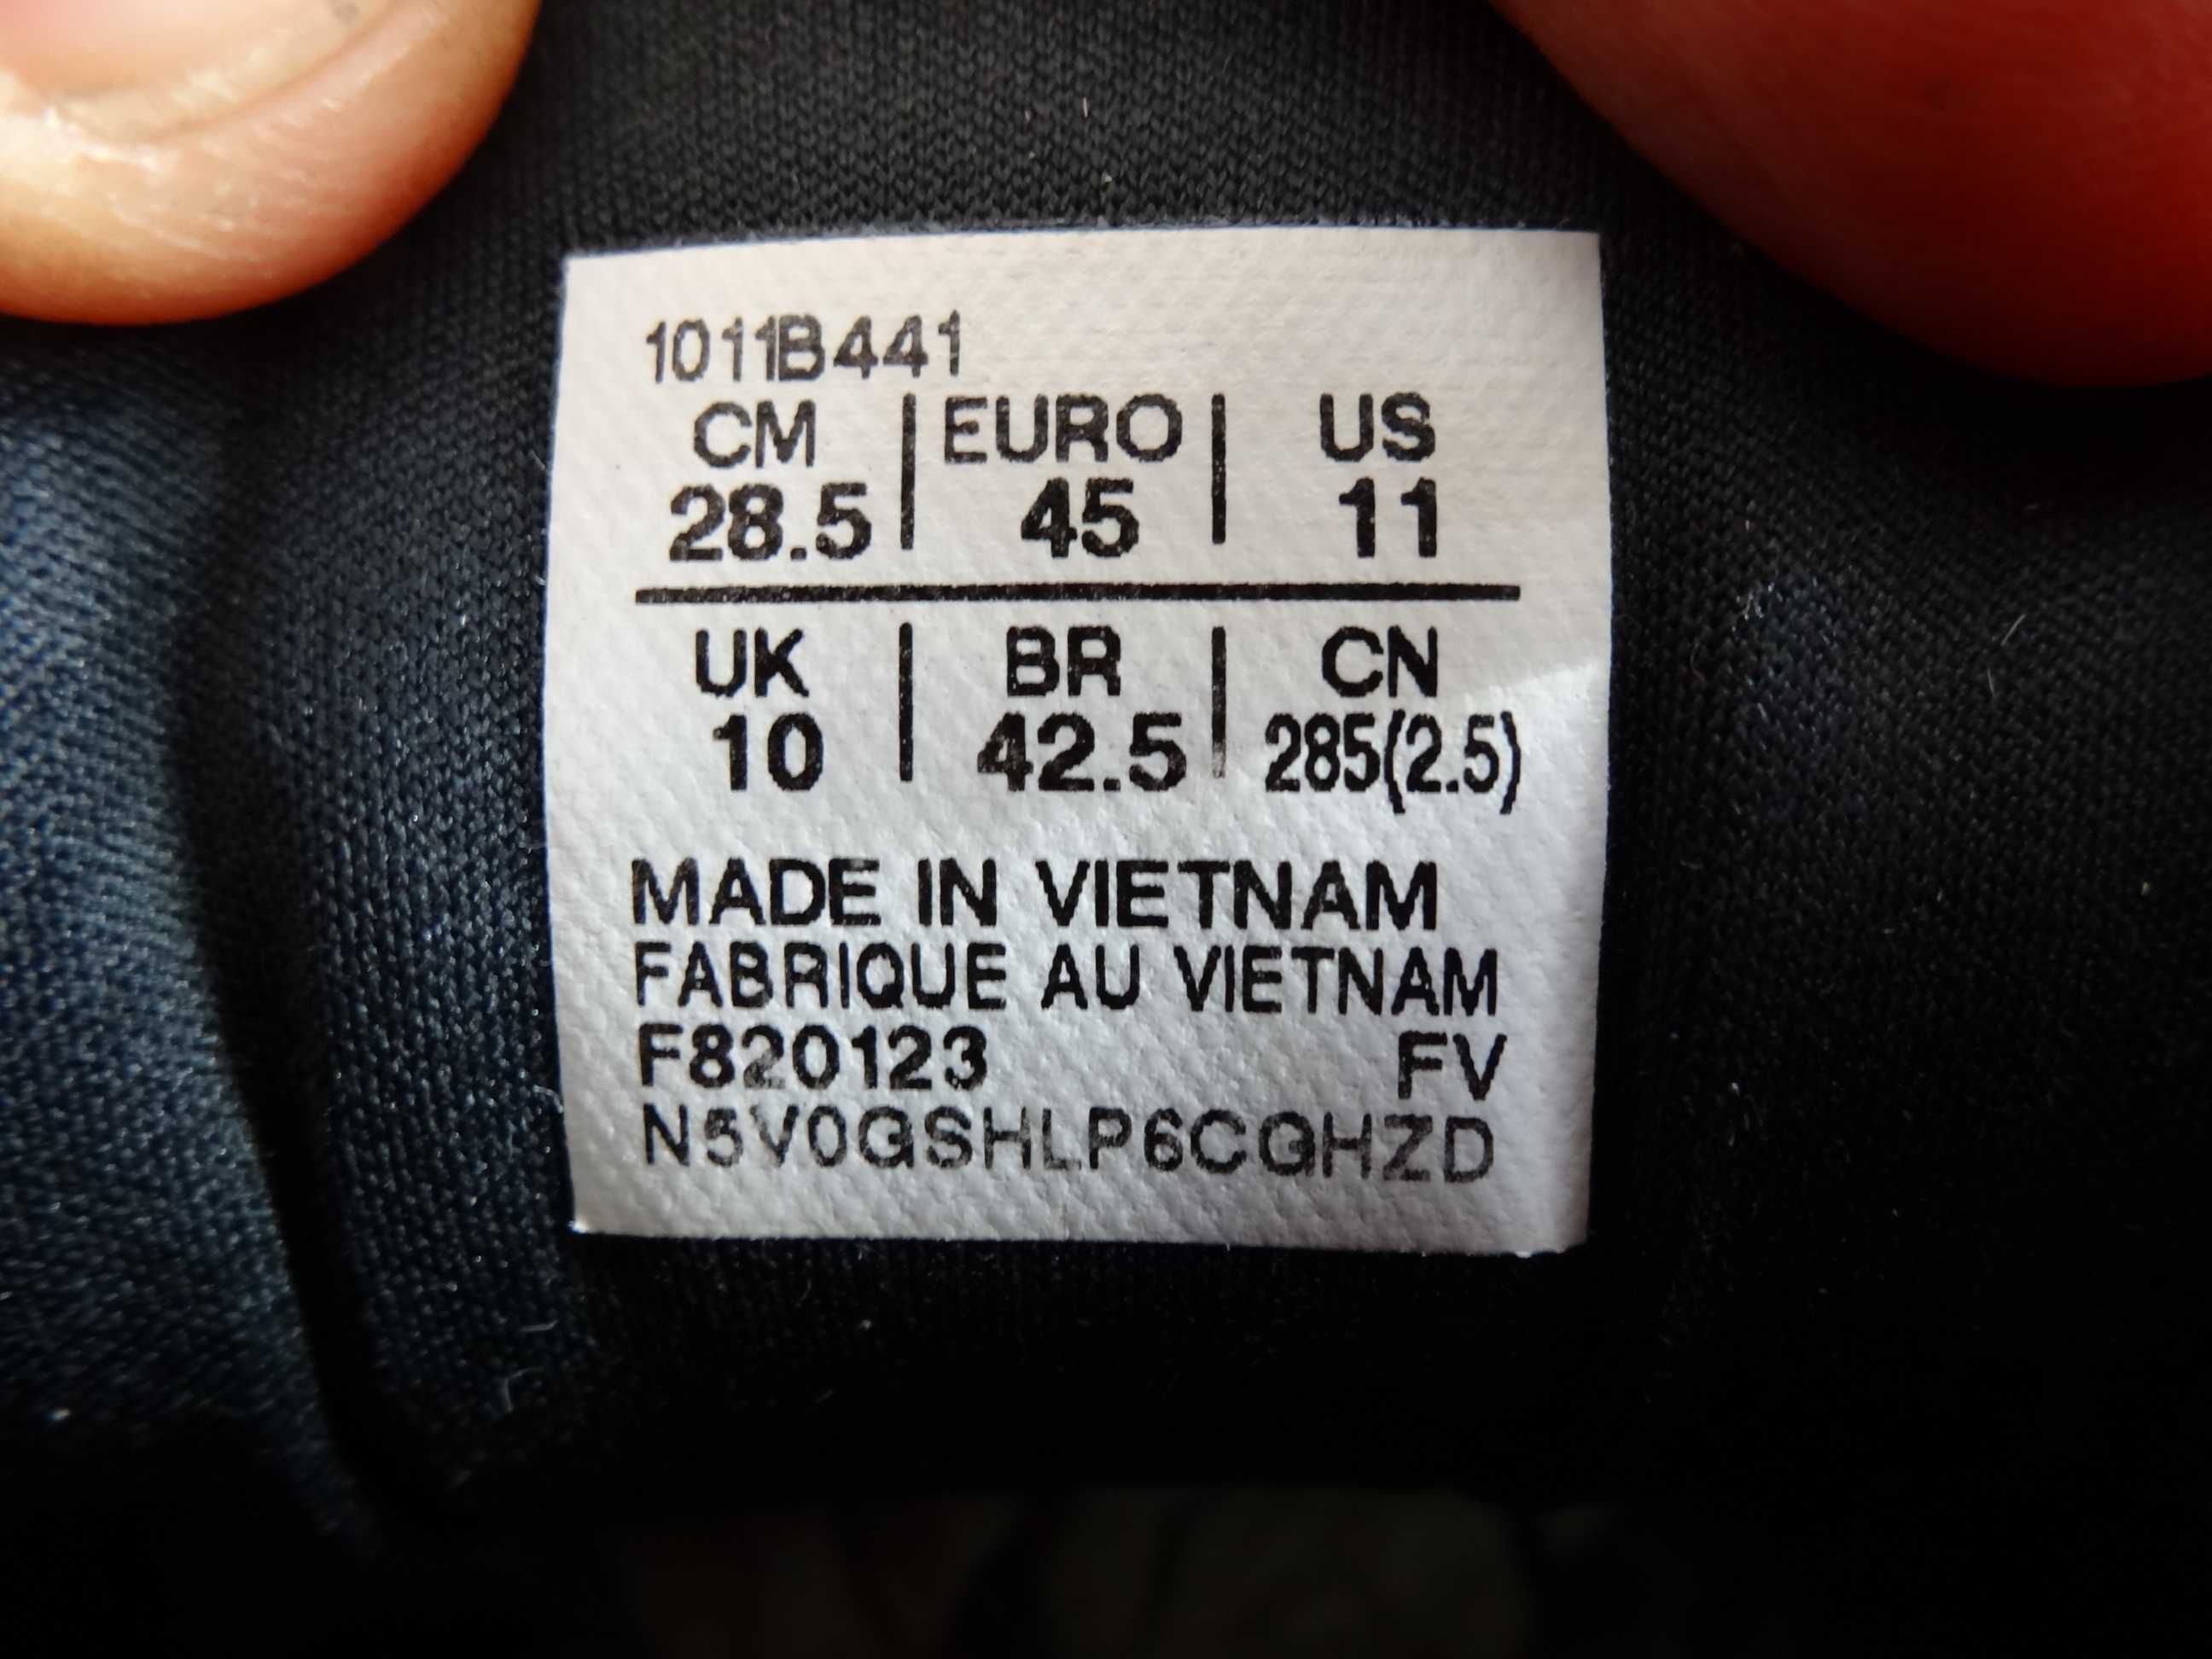 1011B441
CM | EURO | US
28.5 | 45 | 11
UK | BR | CN
10 | 42.5 | 285(2.5)
MADE IN VIETNAM
FABRIQUE AU VIETNAM
F820123 FV
N5V0GSHLP6CGHZD